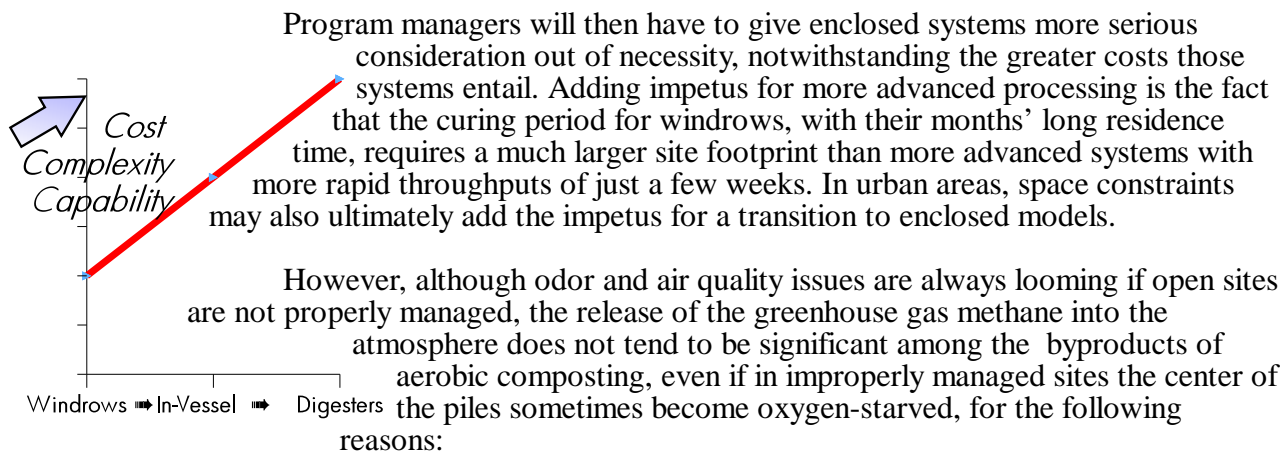 Program managers will then have to give enclosed systems more serious
consideration out of necessity, notwithstanding the greater costs those
systems entail. Adding impetus for more advanced processing is the fact
that the curing period for windrows, with their months’ long residence
time, requires a much larger site footprint than more advanced systems with
more rapid throughputs of just a few weeks. In urban areas, space constraints
may also ultimately add the impetus for a transition to enclosed models.
Cost
Complexity
Capability
However, although odor and air quality issues are always looming if open sites
are not properly managed, the release of the greenhouse gas methane into the
atmosphere does not tend to be significant among the byproducts of
aerobic composting, even if in improperly managed sites the center of
the piles sometimes become oxygen-starved, for the following
reasons:
Windrows ➠ In-Vessel ➠ Digesters